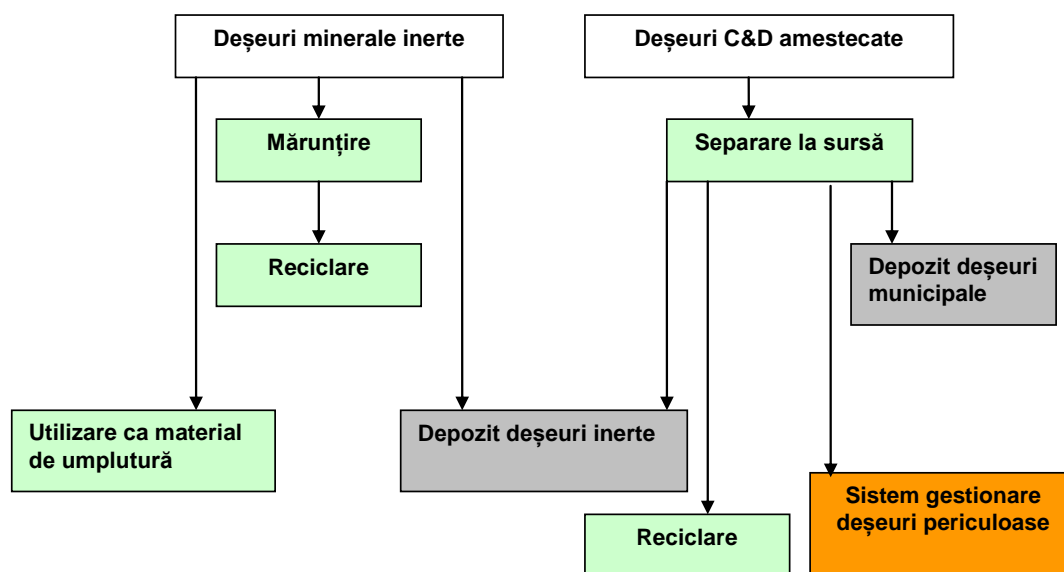 Deșeuri minerale inerte
Deșeuri C&D amestecate
Mărunțire
Separare la sursă
Reciclare
Depozit deșeuri
municipale
Utilizare ca material
de umplutură
Depozit deșeuri inerte
Sistem gestionare
deșeuri periculoase
Reciclare